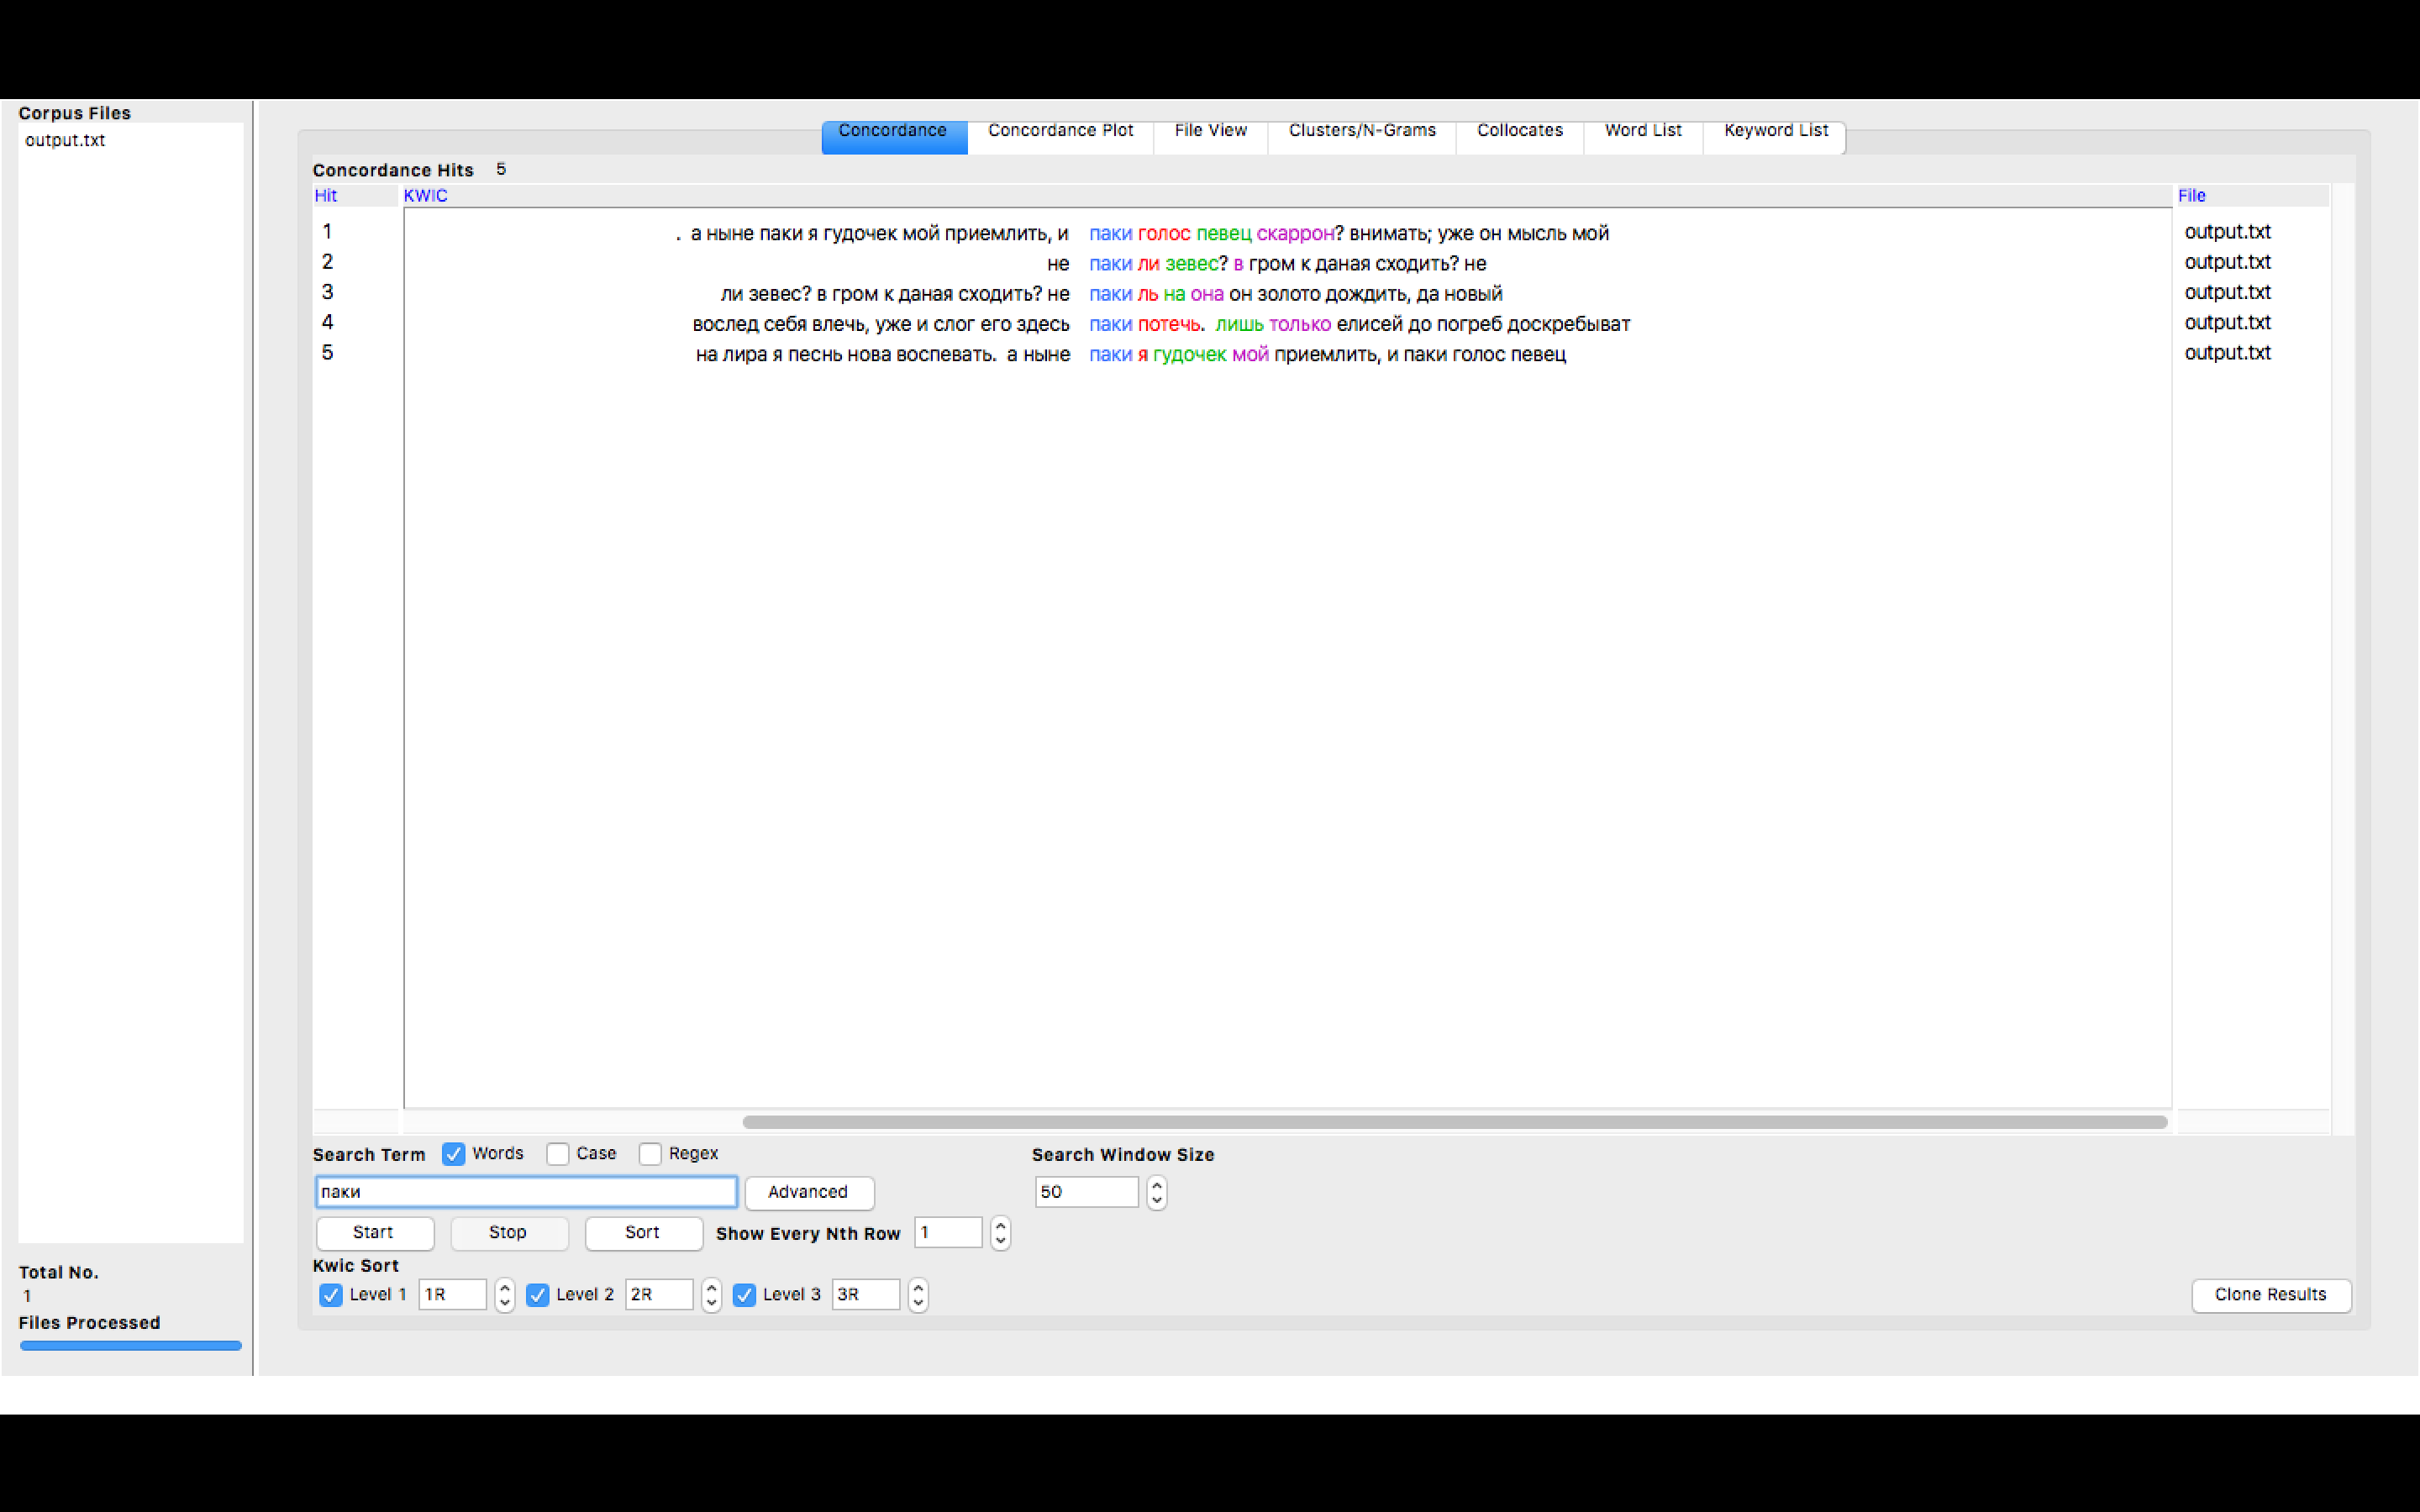 Corpus Files
output.txt
Concordance Concordance Plot File View Clusters/N-Grams Collocates Word List Keyword List
Concordance Hits 5
Hit KWIC File
1 . а ныне паки я гудочек мой приемлить, и паки голос певец скаррон? внимать; уже он мысль мой output.txt
2 не паки ли зевес? в гром к даная сходить? не output.txt
3 ли зевес? в гром к даная сходить? не паки ль на она он золото дождить, да новый output.txt
4 вослед себя влечь, уже и слог его здесь паки потечь. лишь только елисей до погреб доскребыват output.txt
5 на лира я песнь нова воспевать. а ныне паки я гудочек мой приемлить, и паки голос певец output.txt
Search Term Words Case Regex Search Window Size
паки Advanced 50
Start Stop Sort Show Every Nth Row 1
Kwic Sort
Level 1 1R Level 2 2R Level 3 3R Clone Results
Total No.
1
Files Processed